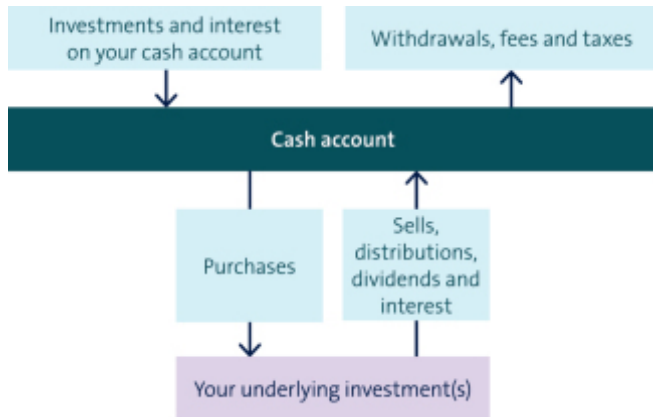 Investments and interest
on your cash account
Withdrawals, fees and taxes
Cash account
Purchases
Sells,
distributions,
dividends and
interest
Your underlying investment(s)